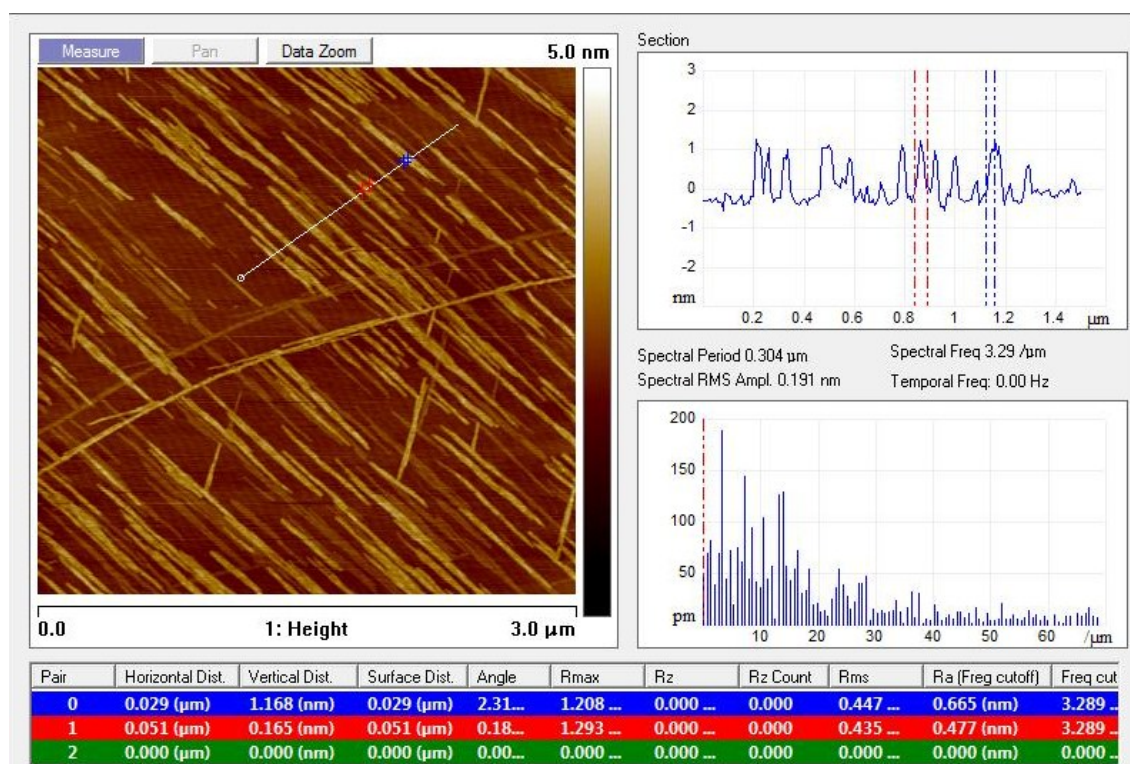 Measure Pan Data Zoom 5.0 nm
0.0 1: Height 3.0 µm
Section
3
2
1
0
-1
-2
nm
0.2 0.4 0.6 0.8 1 1.2 1.4 µm
Spectral Period 0.304 µm Spectral Freq 3.29 /µm
Spectral RMS Ampl. 0.191 nm Temporal Freq: 0.00 Hz
200
150
100
50
pm
10 20 30 40 50 60 /µm
Pair Horizontal Dist. Vertical Dist. Surface Dist. Angle Rmax Rz Rz Count Rms Ra (Freq cutoff) Freq cut
0 0.029 (µm) 1.168 (nm) 0.029 (µm) 2.31... 1.208 ... 0.000 ... 0.000 0.447 ... 0.665 (nm) 3.289 ..
1 0.051 (µm) 0.165 (nm) 0.051 (µm) 0.18... 1.293 ... 0.000 ... 0.000 0.435 ... 0.477 (nm) 3.289 ..
2 0.000 (µm) 0.000 (nm) 0.000 (µm) 0.00... 0.000 ... 0.000 ... 0.000 0.000 ... 0.000 (nm) 0.000 ..